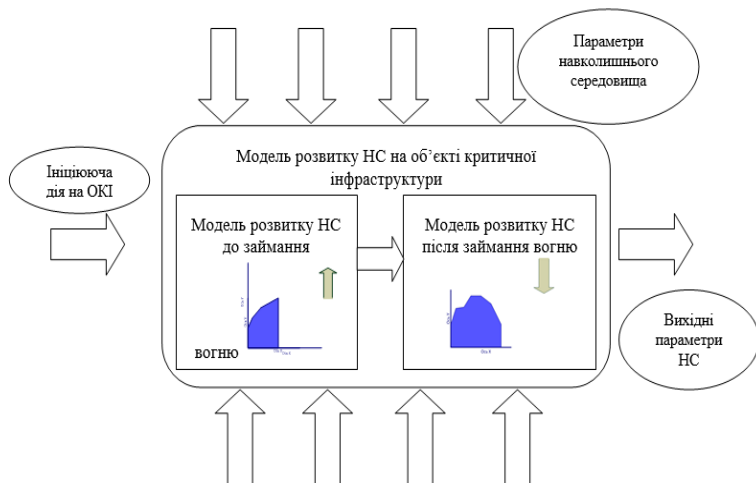 Параметри
навколишнього
середовища
Ініціююча
дія на ОКІ
Модель розвитку НС на об’єкті критичної
інфраструктури
Модель розвитку НС
до займання
вогню
Модель розвитку НС
після займання вогню
Вихідні
параметри
НС